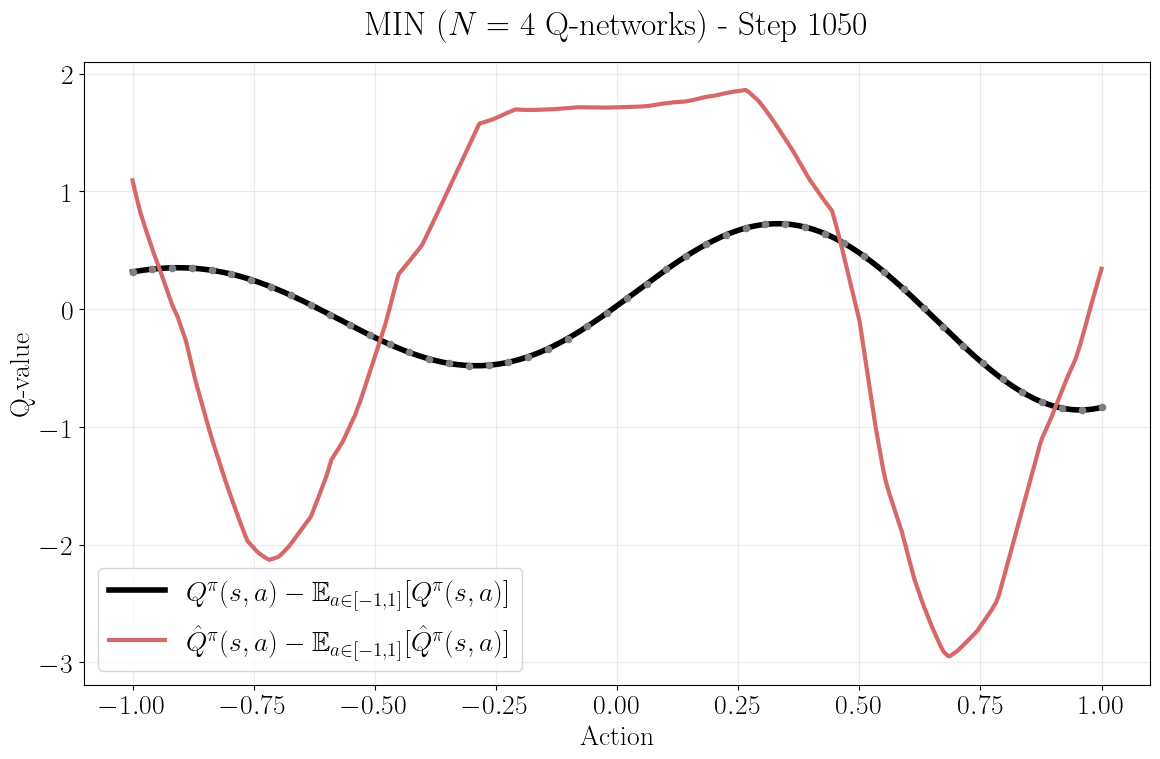 MIN (N = 4 Q-networks) - Step 1050
Q-value
2
1
0
−1
−2
−3
Q^π(s, a) − 𝔼_{a∈[−1,1]}[Q^π(s, a)]
Q̂^π(s, a) − 𝔼_{a∈[−1,1]}[Q̂^π(s, a)]
−1.00 −0.75 −0.50 −0.25 0.00 0.25 0.50 0.75 1.00
Action